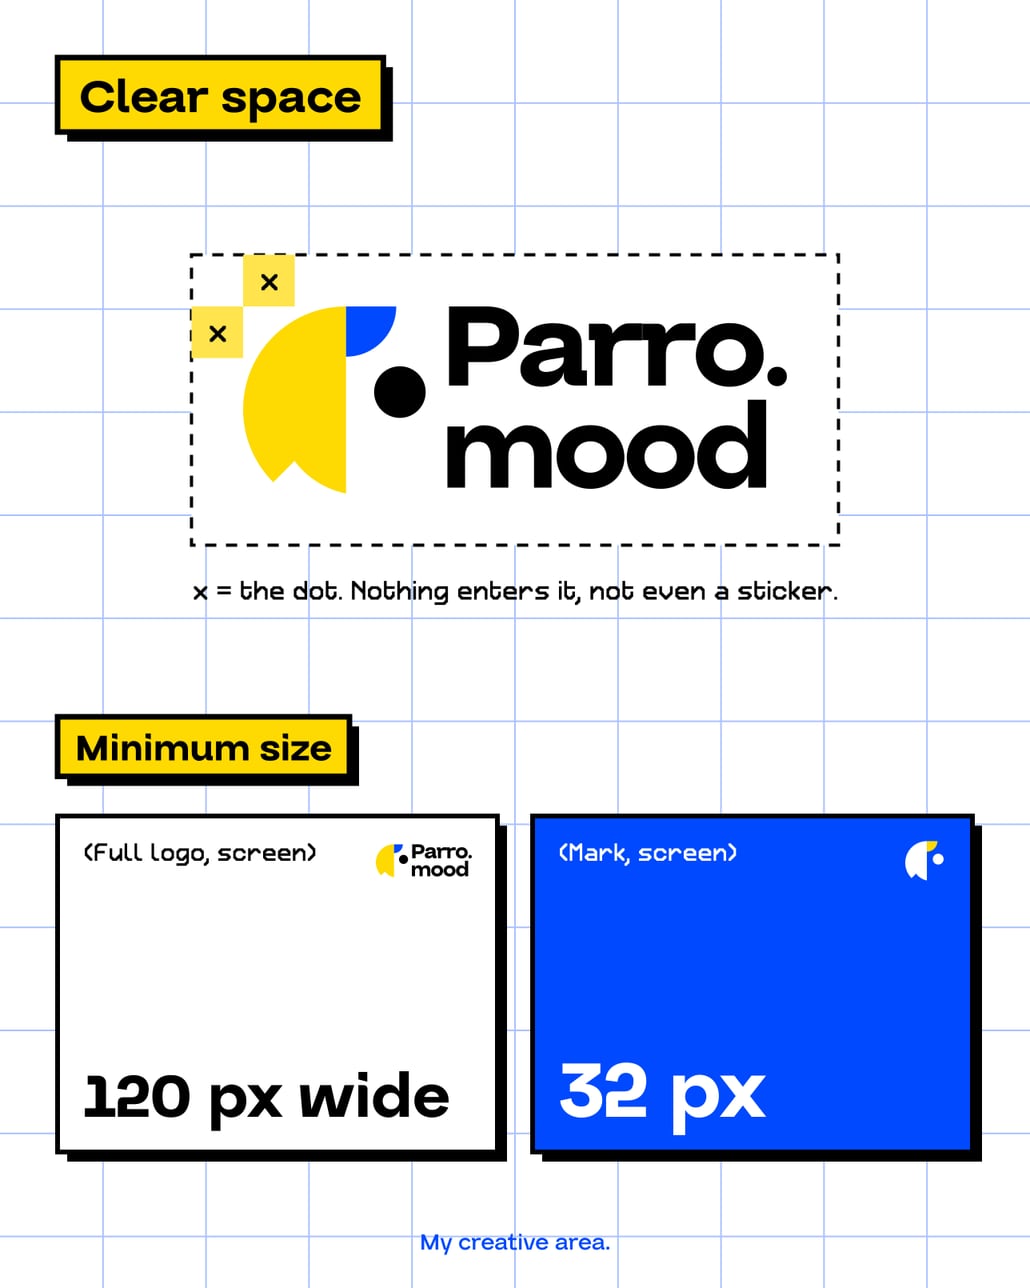 Clear space
x
x
Parro.
mood
x = the dot. Nothing enters it, not even a sticker.
Minimum size
(Full logo, screen)
Parro.
mood
120 px wide
(Mark, screen)
32 px
My creative area.